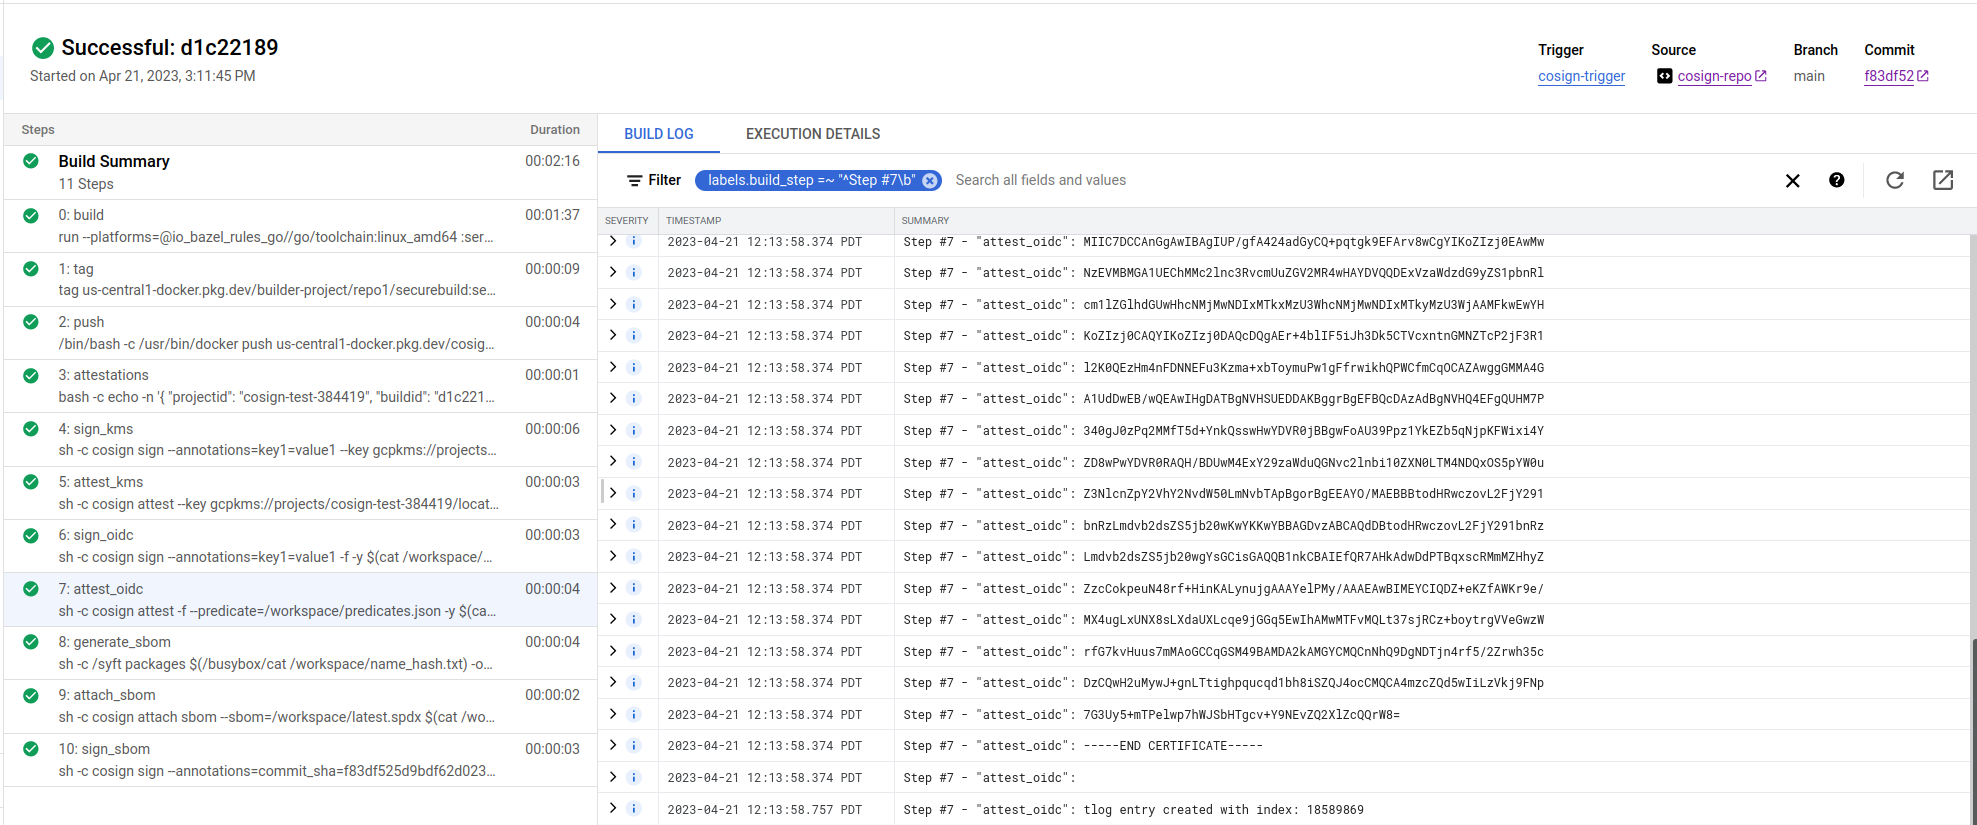 Successful: d1c22189
Started on Apr 21, 2023, 3:11:45 PM
Trigger
cosign-trigger
Source
cosign-repo
Branch
main
Commit
f83df52
Steps
Duration
Build Summary
00:02:16
11 Steps
0: build
00:01:37
run --platforms=@io_bazel_rules_go//go/toolchain:linux_amd64 :ser...
1: tag
00:00:09
tag us-central1-docker.pkg.dev/builder-project/repo1/securebuild:se...
2: push
00:00:04
/bin/bash -c /usr/bin/docker push us-central1-docker.pkg.dev/cosig...
3: attestations
00:00:01
bash -c echo -n '{ "projectid": "cosign-test-384419", "buildid": "d1c221...
4: sign_kms
00:00:06
sh -c cosign sign --annotations=key1=value1 --key gcpkms://projects...
5: attest_kms
00:00:03
sh -c cosign attest --key gcpkms://projects/cosign-test-384419/locat...
6: sign_oidc
00:00:03
sh -c cosign sign --annotations=key1=value1 -f -y $(cat /workspace/...
7: attest_oidc
00:00:04
sh -c cosign attest -f --predicate=/workspace/predicates.json -y $(ca...
8: generate_sbom
00:00:04
sh -c /syft packages $(/busybox/cat /workspace/name_hash.txt) -o...
9: attach_sbom
00:00:02
sh -c cosign attach sbom --sbom=/workspace/latest.spdx $(cat /wo...
10: sign_sbom
00:00:03
sh -c cosign sign --annotations=commit_sha=f83df525d9bdf62d023...
BUILD LOG
EXECUTION DETAILS
Filter
labels.build_step =~ "^Step #7\b"
Search all fields and values
SEVERITY TIMESTAMP SUMMARY
2023-04-21 12:13:58.374 PDT Step #7 - "attest_oidc": MIIC7DCCAnGgAwIBAgIUP/gfA424adGyCQ+pqtgk9EFArv8wCgYIKoZIzj0EAwMw
2023-04-21 12:13:58.374 PDT Step #7 - "attest_oidc": NzEVMBMGA1UEChMMc2lnc3RvcmUuZGV2MR4wHAYDVQQDExVzaWdzdG9yZS1pbnRl
2023-04-21 12:13:58.374 PDT Step #7 - "attest_oidc": cm1lZGlhdGUwHhcNMjMwNDIxMTkxMzU3WhcNMjMwNDIxMTkyMzU3WjAAMFkwEwYH
2023-04-21 12:13:58.374 PDT Step #7 - "attest_oidc": KoZIzj0CAQYIKoZIzj0DAQcDQgAEr+4blIF5iJh3Dk5CTVcxntnGMNZTcP2jF3R1
2023-04-21 12:13:58.374 PDT Step #7 - "attest_oidc": l2K0QEzHm4nFDNNEFu3Kzma+xbToymuPw1gFfrwikhQPWCfmCqOCAZAwggGMMA4G
2023-04-21 12:13:58.374 PDT Step #7 - "attest_oidc": A1UdDwEB/wQEAwIHgDATBgNVHSUEDDAKBggrBgEFBQcDAzAdBgNVHQ4EFgQUHM7P
2023-04-21 12:13:58.374 PDT Step #7 - "attest_oidc": 340gJ0zPq2MMfT5d+YnkQsswHwYDVR0jBBgwFoAU39Ppz1YkEZb5qNjpKFWixi4Y
2023-04-21 12:13:58.374 PDT Step #7 - "attest_oidc": ZD8wPwYDVR0RAQH/BDUwM4ExY29zaWduQGNvc2lnbi10ZXN0LTM4NDQxOS5pYW0u
2023-04-21 12:13:58.374 PDT Step #7 - "attest_oidc": Z3NlcnZpY2VhY2NvdW50LmNvbTApBgorBgEEAYO/MAEBBBtodHRwczovL2FjY291
2023-04-21 12:13:58.374 PDT Step #7 - "attest_oidc": bnRzLmdvb2dsZS5jb20wKwYKKwYBBAGDvzABCAQdDBtodHRwczovL2FjY291bnRz
2023-04-21 12:13:58.374 PDT Step #7 - "attest_oidc": Lmdvb2dsZS5jb20wgYsGCisGAQQB1nkCBAIEfQR7AHkAdwDdPTBqxscRMmMZHhyZ
2023-04-21 12:13:58.374 PDT Step #7 - "attest_oidc": ZzcCokpeuN48rf+HinKALynujgAAAYelPMy/AAAEAwBIMEYCIQDZ+eKZfAWKr9e/
2023-04-21 12:13:58.374 PDT Step #7 - "attest_oidc": MX4ugLxUNX8sLXdaUXLcqe9jGGq5EwIhAMwMTFvMQLt37sjRCz+boytrgVVeGwzW
2023-04-21 12:13:58.374 PDT Step #7 - "attest_oidc": rfG7kvHuus7mMAoGCCqGSM49BAMDA2kAMGYCMQCnNhQ9DgNDTjn4rf5/2Zrwh35c
2023-04-21 12:13:58.374 PDT Step #7 - "attest_oidc": DzCQwH2uMywJ+gnLTtighpqucqd1bh8iSZQJ4ocCMQCA4mzcZQd5wIiLzVkj9FNp
2023-04-21 12:13:58.374 PDT Step #7 - "attest_oidc": 7G3Uy5+mTPelwp7hWJSbHTgcv+Y9NEvZQ2XlZcQQrW8=
2023-04-21 12:13:58.374 PDT Step #7 - "attest_oidc": -----END CERTIFICATE-----
2023-04-21 12:13:58.374 PDT Step #7 - "attest_oidc":
2023-04-21 12:13:58.757 PDT Step #7 - "attest_oidc": tlog entry created with index: 18589869